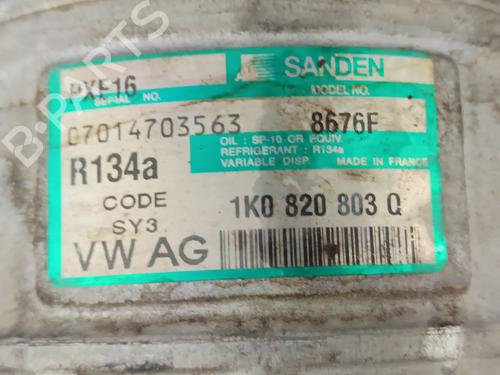 PXE16
SANDEN
SERIAL NO.
MODEL NO.
07014703563
8676F
OIL : SP-10 OR EQUIV
REFRIGERANT : R134a
VARIABLE DISP. MADE IN FRANCE
R134a
CODE
SY3
1K0 820 803 Q
VW AG
B-Parts